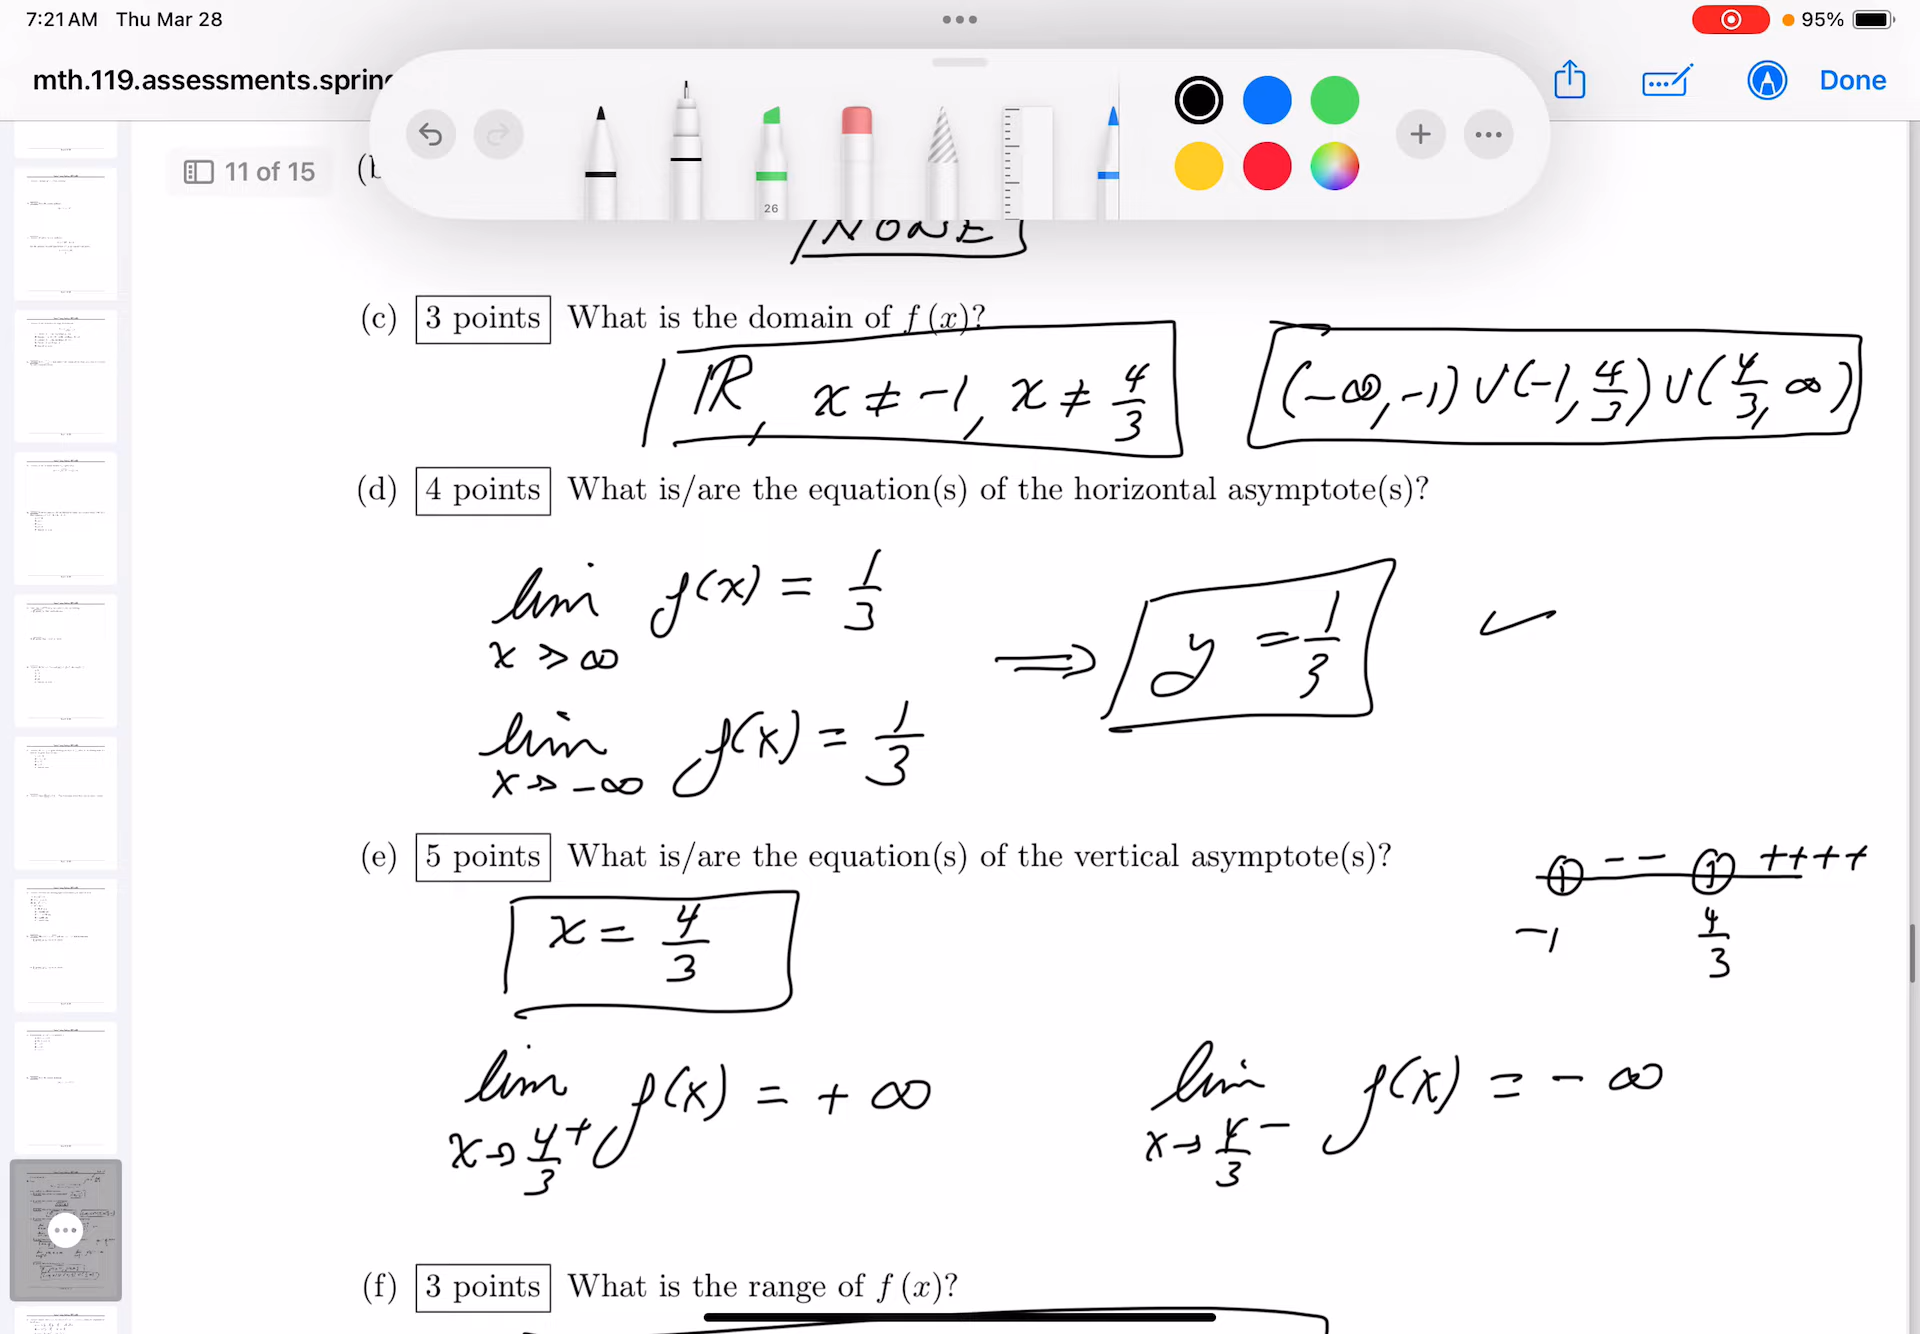 7:21 AM Thu Mar 28 95%
mth.119.assessments.spring Done
26
11 of 15 (b
NONE
(c) 3 points What is the domain of f (x)?
ℝ, x ≠ -1, x ≠ 4/3 (-∞, -1) ∪ (-1, 4/3) ∪ (4/3, ∞)
(d) 4 points What is/are the equation(s) of the horizontal asymptote(s)?
lim x→∞ f(x) = 1/3
⟹ y = 1/3 ✓
lim x→-∞ f(x) = 1/3
(e) 5 points What is/are the equation(s) of the vertical asymptote(s)?
-- ++++
-1 4/3
x = 4/3
lim x→4/3+ f(x) = +∞ lim x→4/3- f(x) = -∞
(f) 3 points What is the range of f (x)?